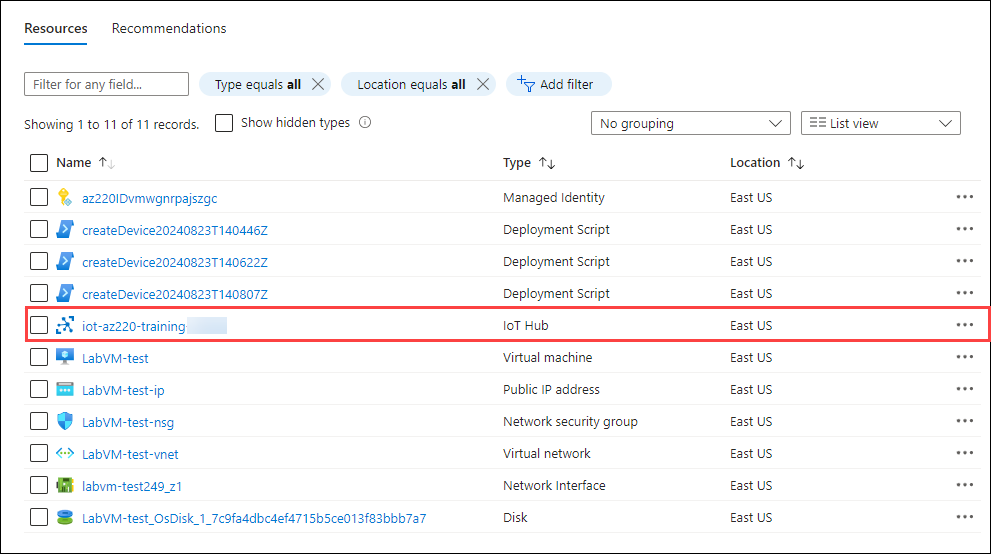 Resources Recommendations
Filter for any field... Type equals all Location equals all Add filter
Showing 1 to 11 of 11 records. Show hidden types No grouping List view
Name Type Location
az220IDvmwgnrpajszgc Managed Identity East US
createDevice20240823T140446Z Deployment Script East US
createDevice20240823T140622Z Deployment Script East US
createDevice20240823T140807Z Deployment Script East US
iot-az220-training IoT Hub East US
LabVM-test Virtual machine East US
LabVM-test-ip Public IP address East US
LabVM-test-nsg Network security group East US
LabVM-test-vnet Virtual network East US
labvm-test249_z1 Network Interface East US
LabVM-test_OsDisk_1_7c9fa4dbc4ef4715b5ce013f83bbb7a7 Disk East US